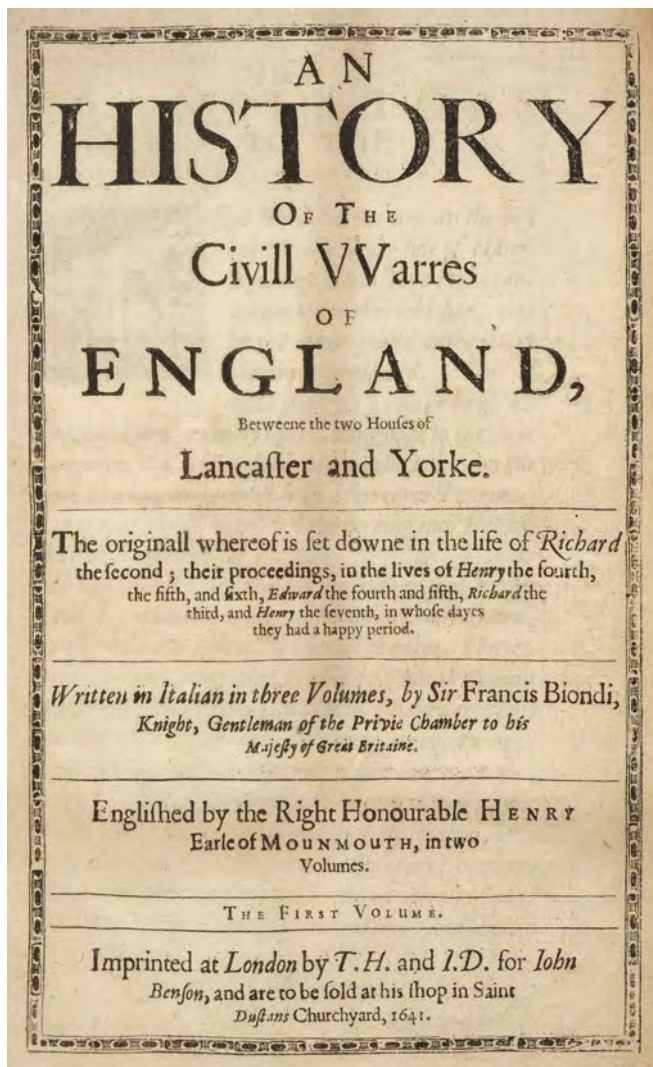 AN
HISTORY
OF THE
Civill VVarres
OF
ENGLAND,
Betweene the two Houſes of
Lancaſter and Yorke.
The originall whereof is ſet downe in the life of Richard
the ſecond ; their proceedings, in the lives of Henry the fourth,
the fifth, and ſixth, Edward the fourth and fifth, Richard the
third, and Henry the ſeventh, in whoſe dayes
they had a happy period.
Written in Italian in three Volumes, by Sir Francis Biondi,
Knight, Gentleman of the Privie Chamber to his
Majeſty of Great Britaine.
Engliſhed by the Right Honourable HENRY
Earle of MOUNMOUTH, in two
Volumes.
THE FIRST VOLUME.
Imprinted at London by T.H. and I.D. for Iohn
Benſon, and are to be ſold at his ſhop in Saint
Duſtans Churchyard, 1641.